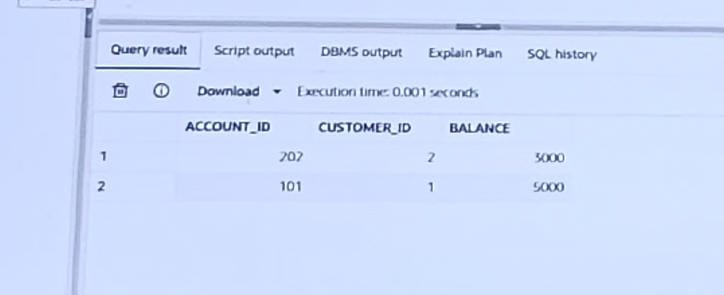 Query result Script output DBMS output Explain Plan SQL history
Download Execution time: 0.001 seconds
ACCOUNT_ID CUSTOMER_ID BALANCE
1 202 2 3000
2 101 1 5000